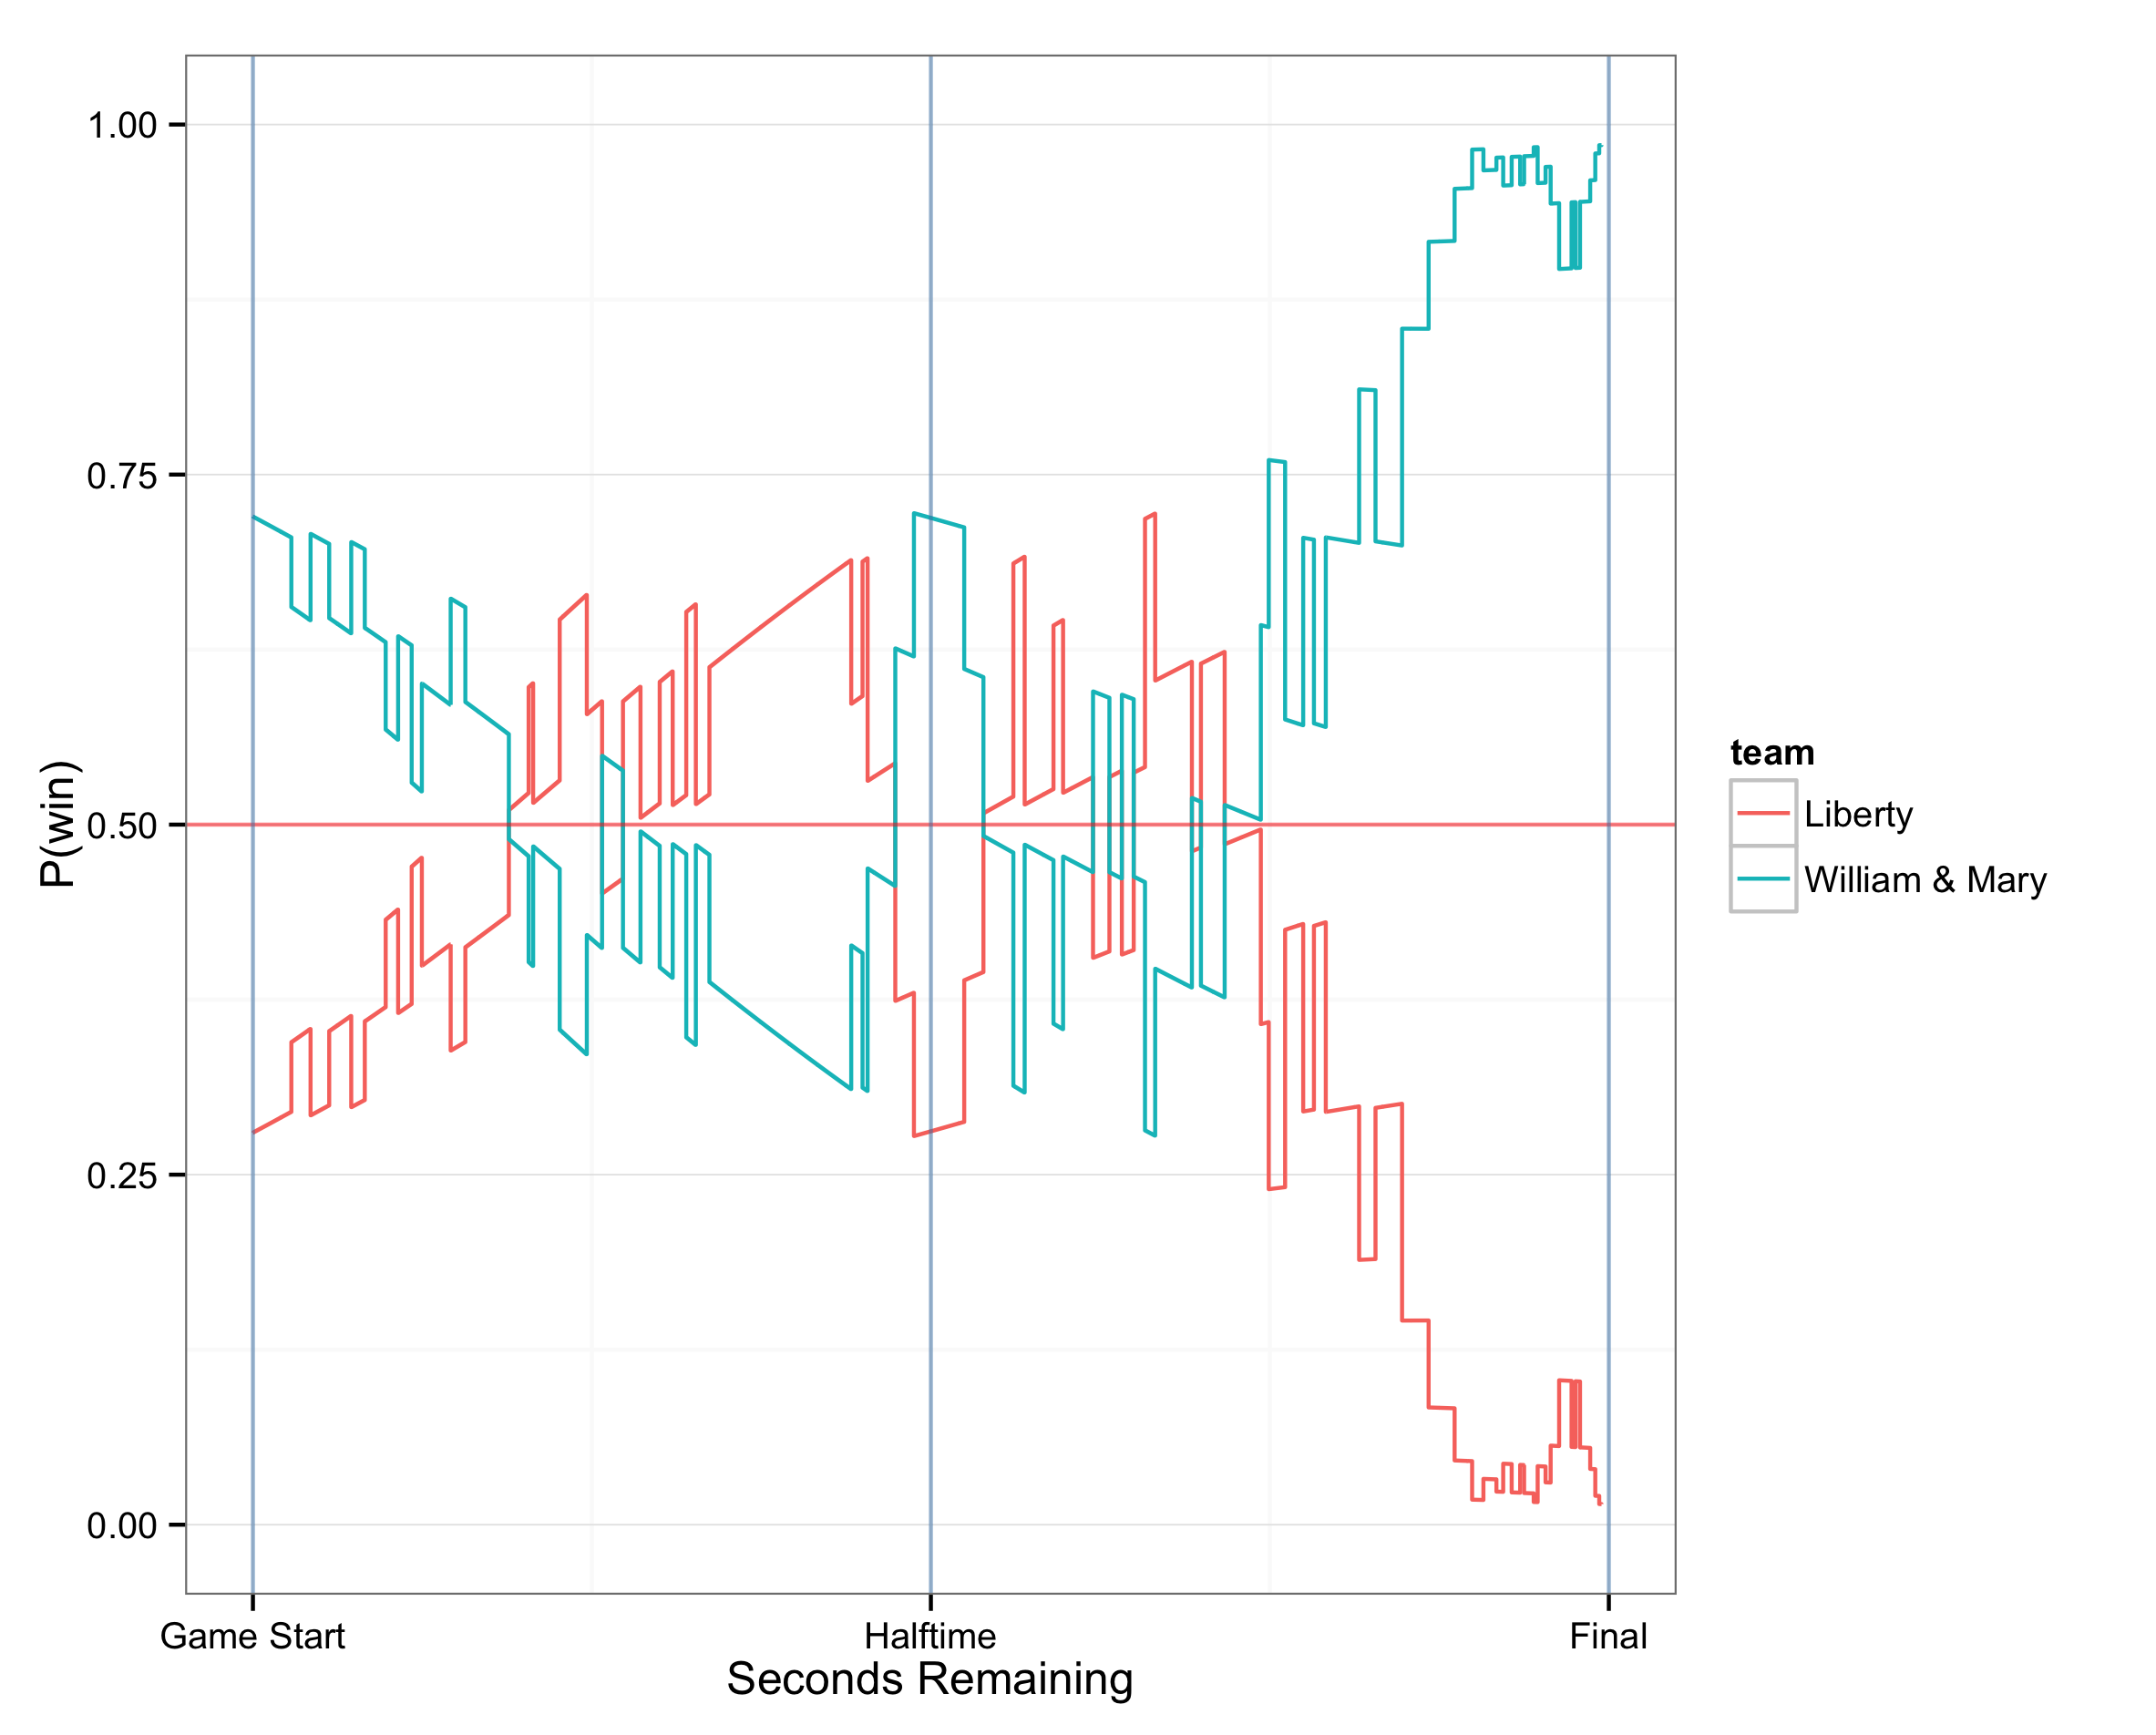 1.00
0.75
0.50
0.25
0.00
P(win)
Game Start
Halftime
Final
Seconds Remaining
team
Liberty
William & Mary